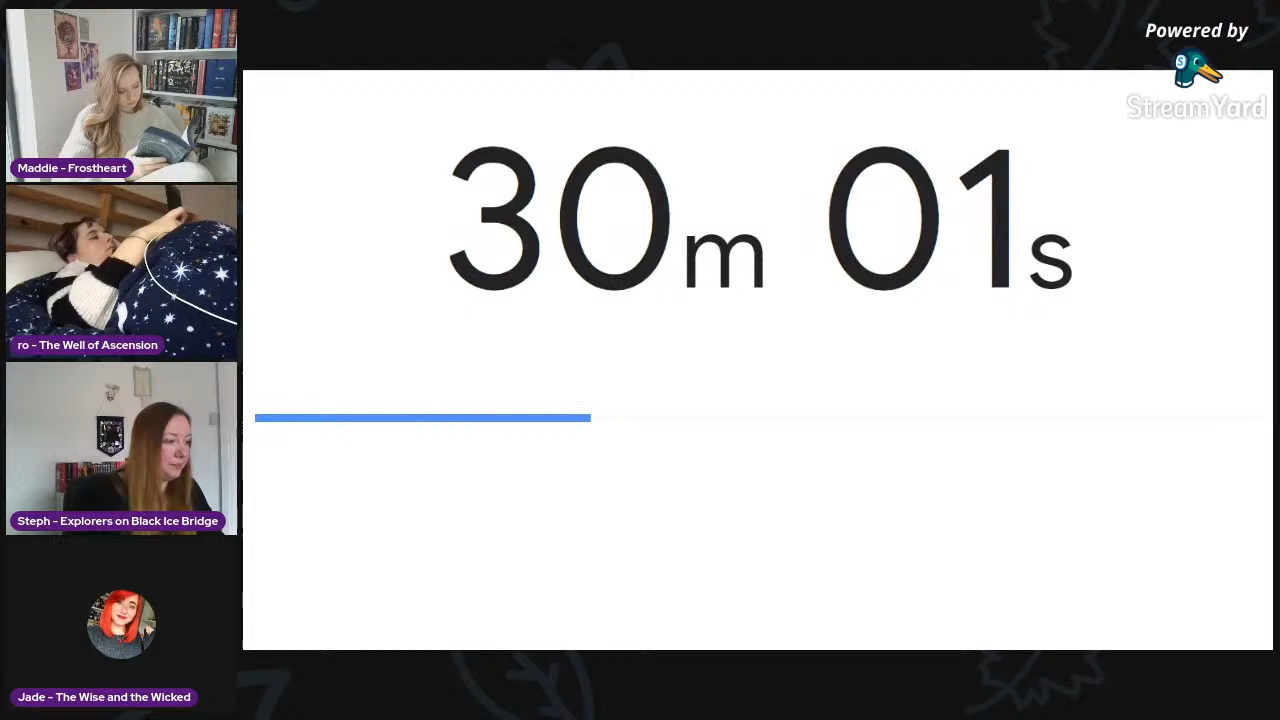 Powered by
StreamYard
30m 01s
Maddie - Frostheart
ro - The Well of Ascension
Steph - Explorers on Black Ice Bridge
Jade - The Wise and the Wicked